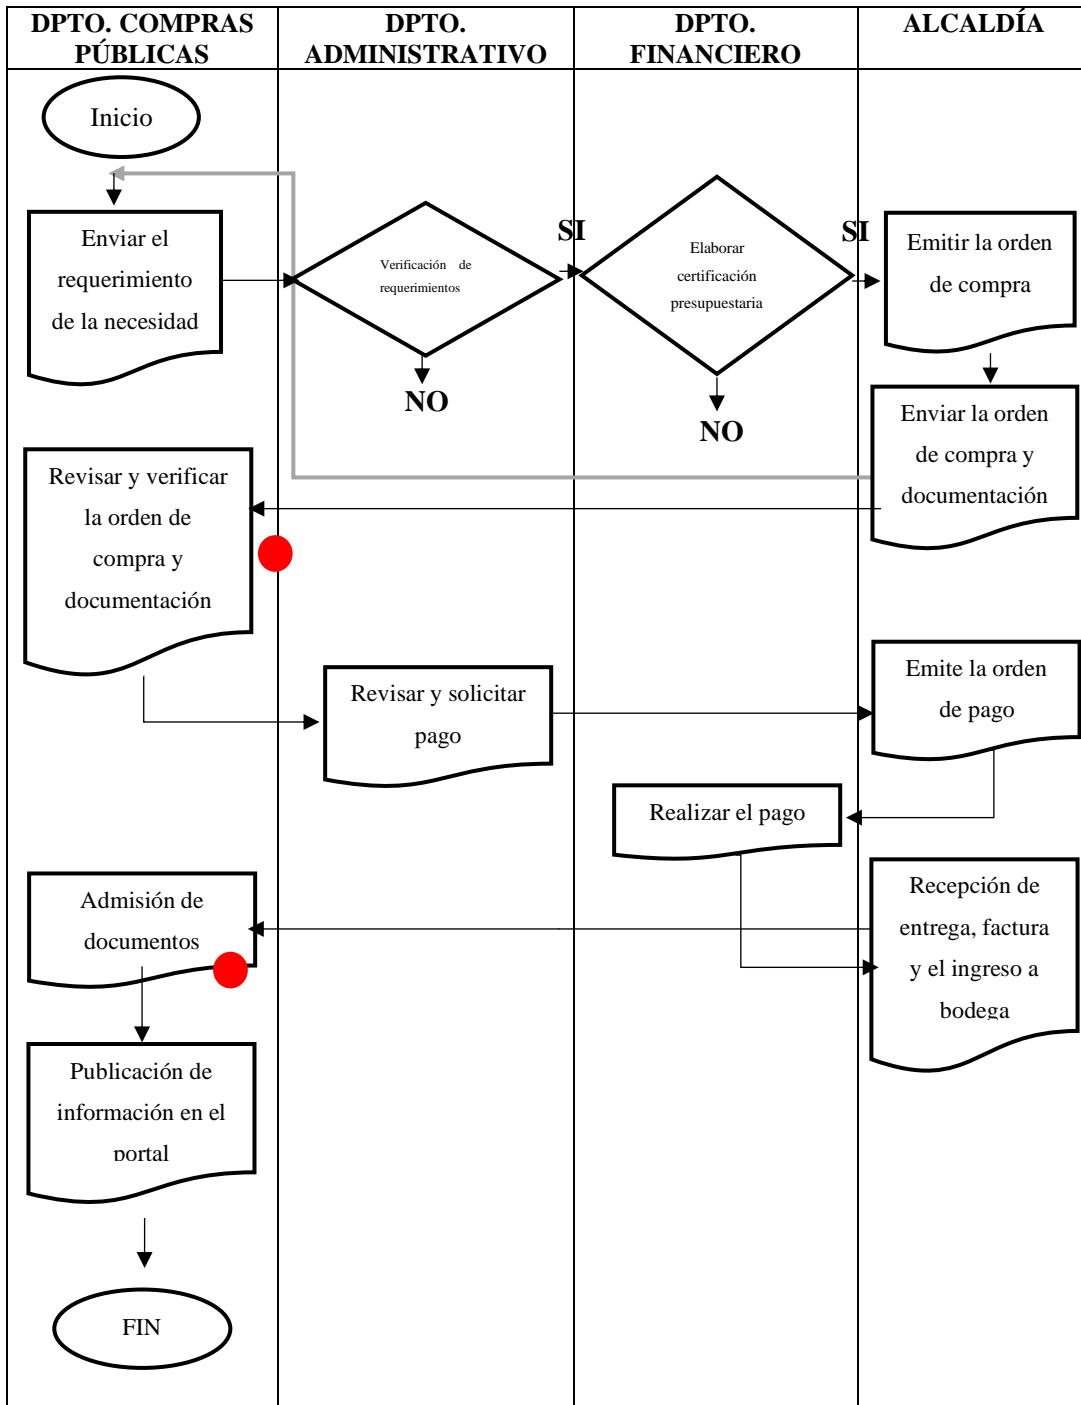 DPTO. COMPRAS
PÚBLICAS
DPTO.
ADMINISTRATIVO
DPTO.
FINANCIERO
ALCALDÍA
Inicio
Enviar el
requerimiento
de la necesidad
Verificación de
requerimientos
SI
NO
Elaborar
certificación
presupuestaria
SI
NO
Emitir la orden
de compra
Enviar la orden
de compra y
documentación
Revisar y verificar
la orden de
compra y
documentación
Revisar y solicitar
pago
Emite la orden
de pago
Realizar el pago
Recepción de
entrega, factura
y el ingreso a
bodega
Admisión de
documentos
Publicación de
información en el
portal
FIN